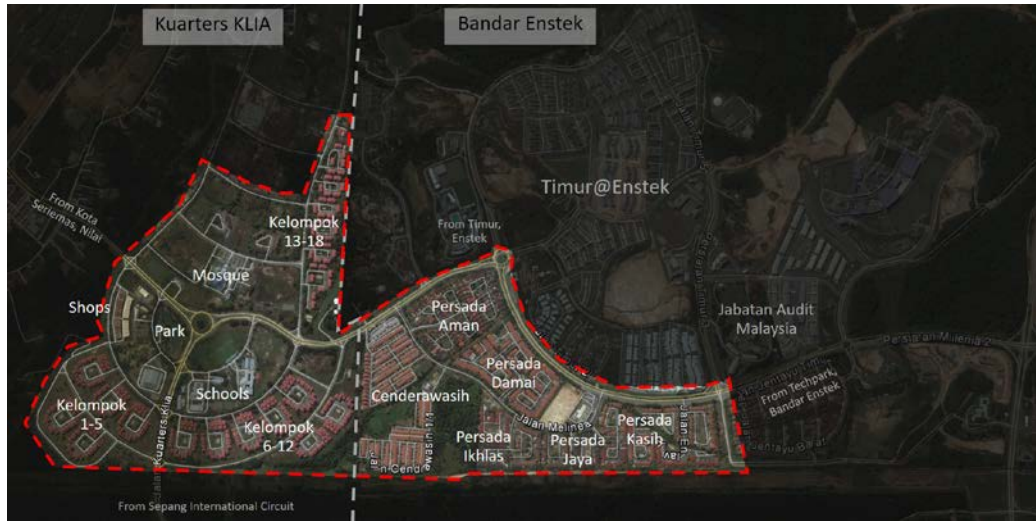 Kuarters KLIA
Bandar Enstek
Timur@Enstek
From Timur,
Enstek
From Kota
Seriemas, Nilai
Kelompok
13-18
Mosque
Shops
Park
Schools
Kelompok
1-5
Kelompok
6-12
Persada
Aman
Persada
Damai
Cenderawasih
Persada
Ikhlas
Persada
Jaya
Persada
Kasih
Jabatan Audit
Malaysia
From Techpark,
Bandar Enstek
Jalan Melinea
Kuarters Klia
From Sepang International Circuit